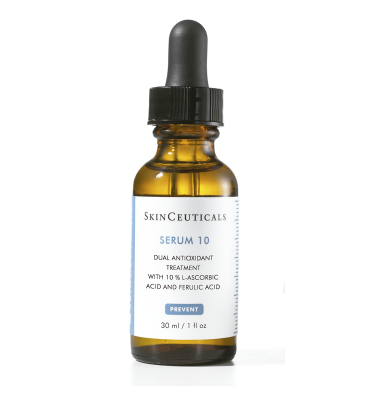 SKINCEUTICALS
SERUM 10
DUAL ANTIOXIDANT
TREATMENT
WITH 10 % L-ASCORBIC
ACID AND FERULIC ACID
PREVENT
30 ml / 1 fl oz